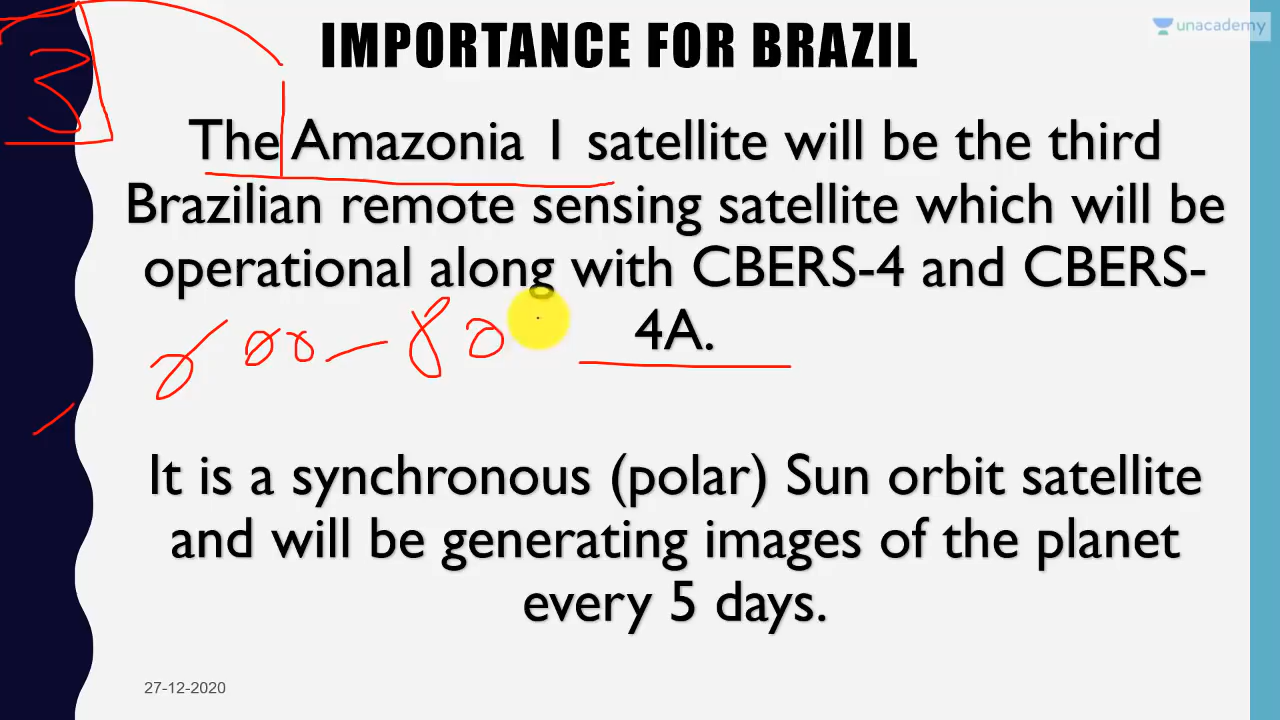 unacademy
IMPORTANCE FOR BRAZIL
3
The Amazonia 1 satellite will be the third
Brazilian remote sensing satellite which will be
operational along with CBERS-4 and CBERS-
4A.
It is a synchronous (polar) Sun orbit satellite
and will be generating images of the planet
every 5 days.
27-12-2020